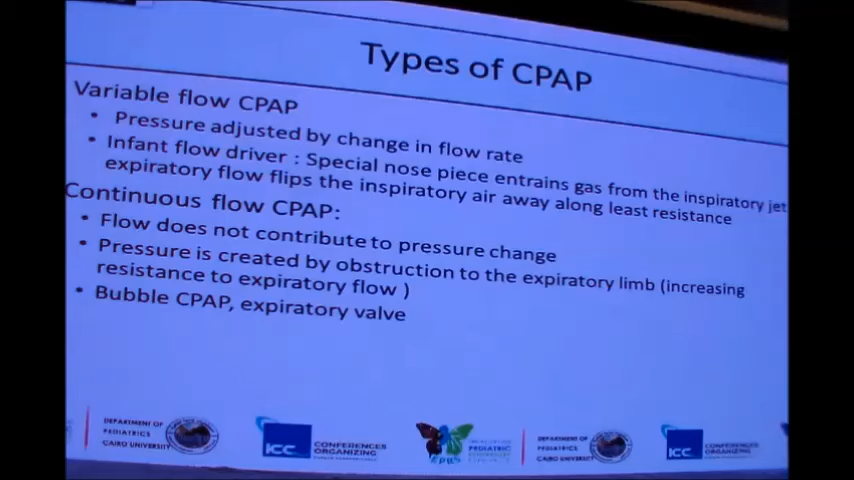 Types of CPAP
Variable flow CPAP
• Pressure adjusted by change in flow rate
• Infant flow driver : Special nose piece entrains gas from the inspiratory jet
expiratory flow flips the inspiratory air away along least resistance
Continuous flow CPAP:
• Flow does not contribute to pressure change
• Pressure is created by obstruction to the expiratory limb (increasing
resistance to expiratory flow )
• Bubble CPAP, expiratory valve
DEPARTMENT OF
PEDIATRICS
CAIRO UNIVERSITY
ICC
CONFERENCES
ORGANIZING
PEDIATRIC
DEPARTMENT OF
PEDIATRICS
CAIRO UNIVERSITY
ICC
CONFERENCES
ORGANIZING